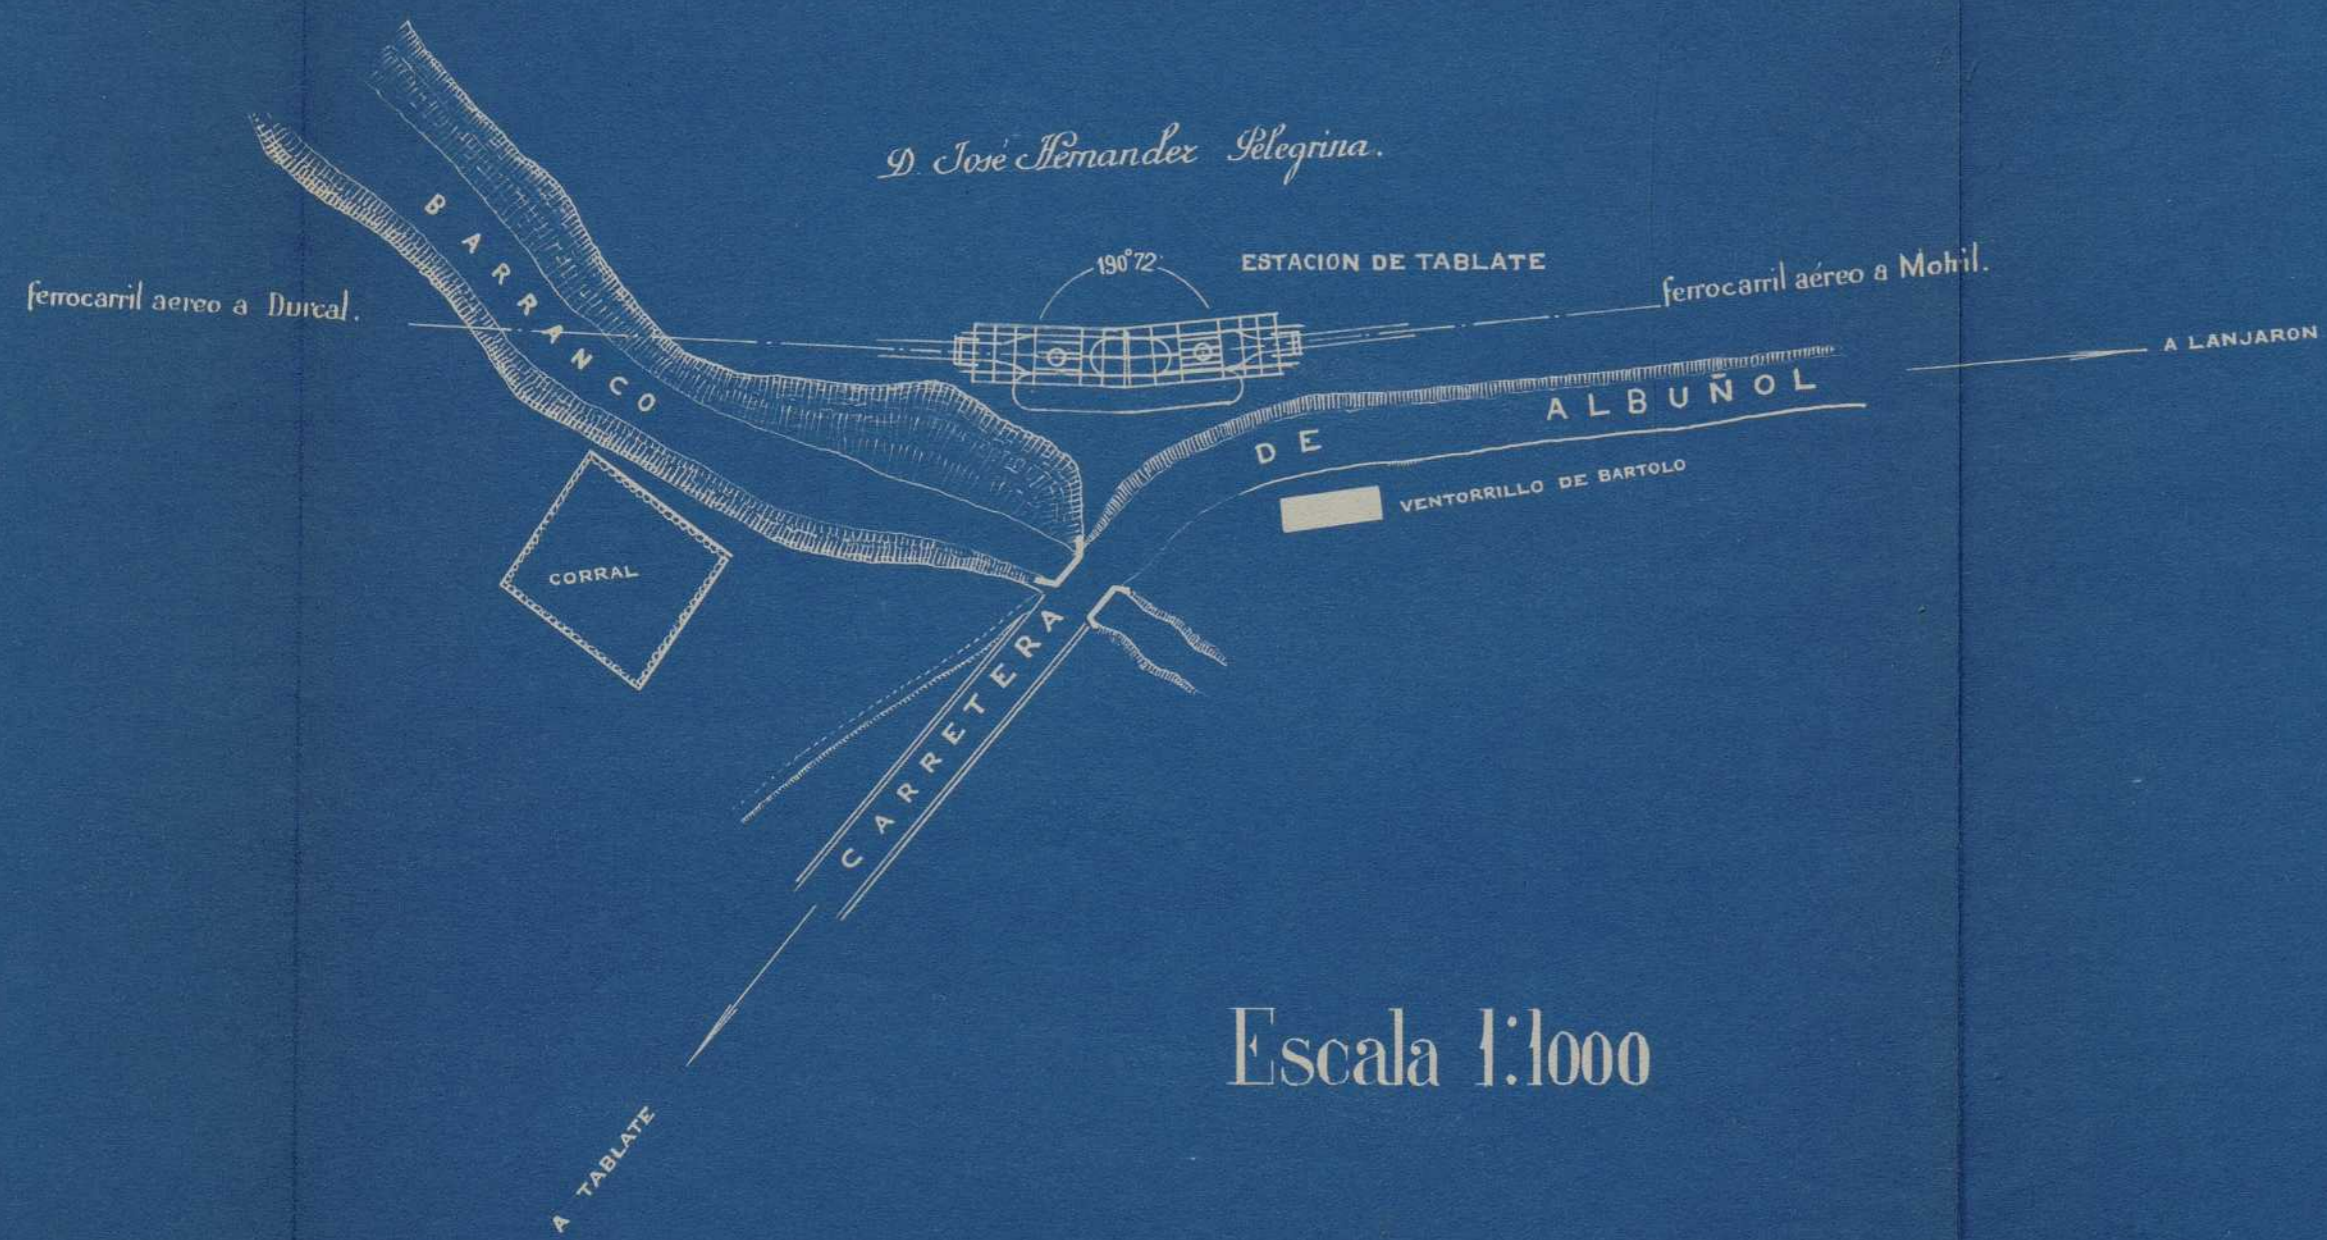 D. José Hernandez Pelegrina.
190°72'
ESTACION DE TABLATE
ferrocarril aereo a Durcal.
ferrocarril aéreo a Motril.
A LANJARON
BARRANCO
CARRETERA DE ALBUÑOL
VENTORRILLO DE BARTOLO
CORRAL
Escala 1:1000
A TABLATE